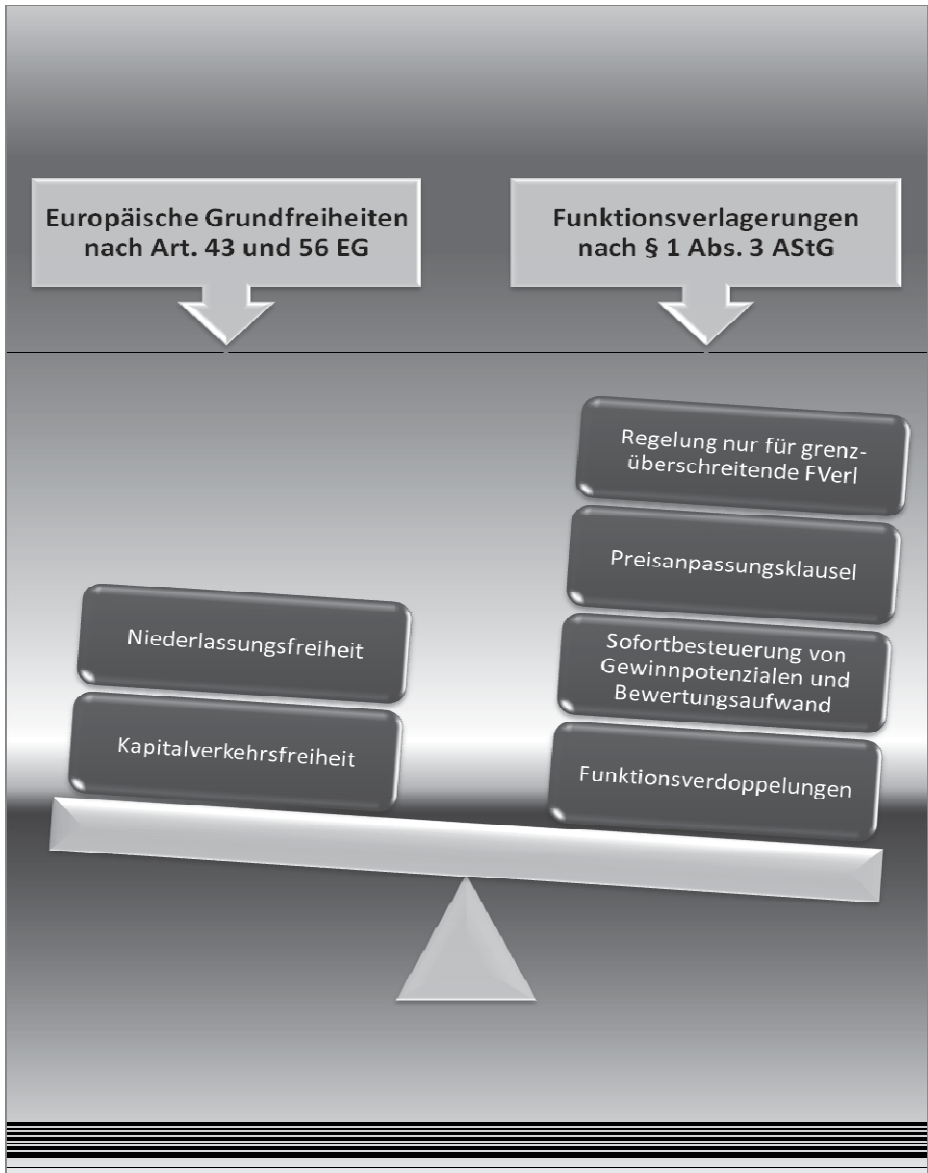 Europäische Grundfreiheiten
nach Art. 43 und 56 EG
Funktionsverlagerungen
nach § 1 Abs. 3 AStG
Niederlassungsfreiheit
Kapitalverkehrsfreiheit
Regelung nur für grenz-
überschreitende FVerl
Preisanpassungsklausel
Sofortbesteuerung von
Gewinnpotenzialen und
Bewertungsaufwand
Funktionsverdoppelungen